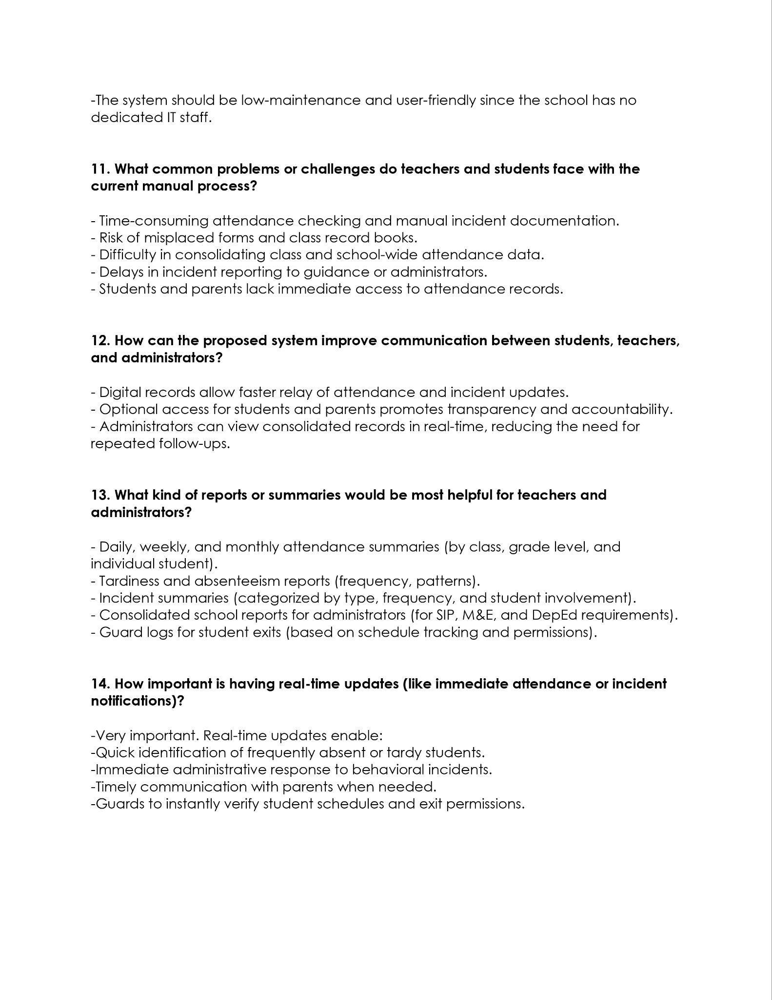 -The system should be low-maintenance and user-friendly since the school has no
dedicated IT staff.
11. What common problems or challenges do teachers and students face with the
current manual process?
- Time-consuming attendance checking and manual incident documentation.
- Risk of misplaced forms and class record books.
- Difficulty in consolidating class and school-wide attendance data.
- Delays in incident reporting to guidance or administrators.
- Students and parents lack immediate access to attendance records.
12. How can the proposed system improve communication between students, teachers,
and administrators?
- Digital records allow faster relay of attendance and incident updates.
- Optional access for students and parents promotes transparency and accountability.
- Administrators can view consolidated records in real-time, reducing the need for
repeated follow-ups.
13. What kind of reports or summaries would be most helpful for teachers and
administrators?
- Daily, weekly, and monthly attendance summaries (by class, grade level, and
individual student).
- Tardiness and absenteeism reports (frequency, patterns).
- Incident summaries (categorized by type, frequency, and student involvement).
- Consolidated school reports for administrators (for SIP, M&E, and DepEd requirements).
- Guard logs for student exits (based on schedule tracking and permissions).
14. How important is having real-time updates (like immediate attendance or incident
notifications)?
-Very important. Real-time updates enable:
-Quick identification of frequently absent or tardy students.
-Immediate administrative response to behavioral incidents.
-Timely communication with parents when needed.
-Guards to instantly verify student schedules and exit permissions.